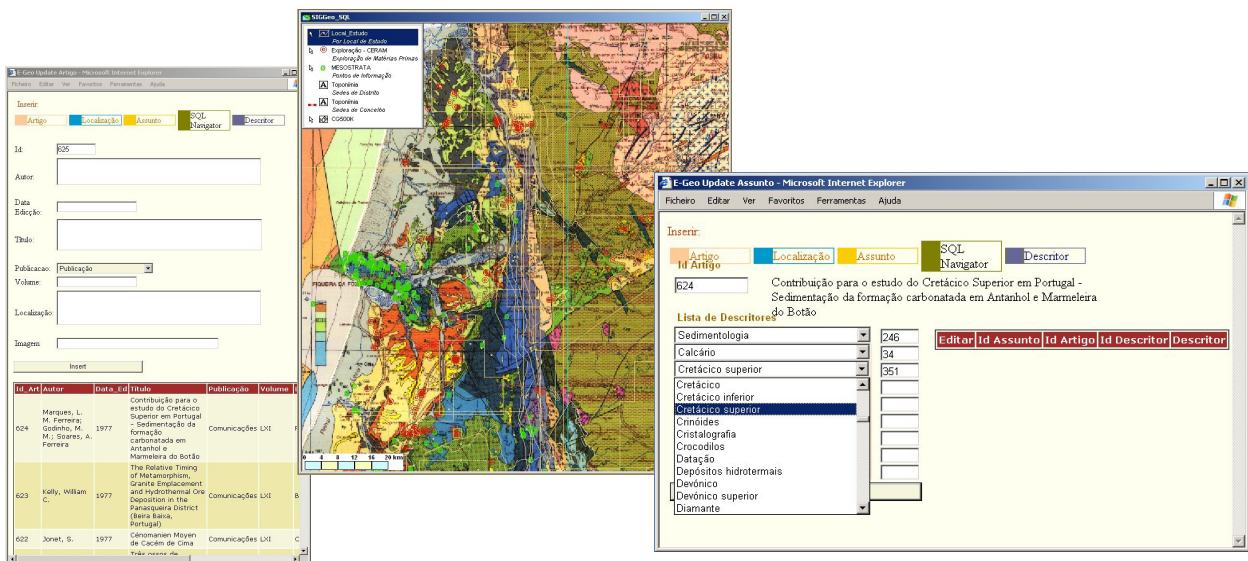 E-Geo Update Artigo - Microsoft Internet Explorer
Ficheiro Editar Ver Favoritos Ferramentas Ajuda
Inserir:
Artigo Localização Assunto SQL Navigator Descritor
Id: 625
Autor:
Data
Edicção:
Título:
Publicacao: Publicação
Volume:
Localização:
Imagem
Insert
Id_Art Autor Data_Ed Título Publicação Volume
624 Marques, L. M. Ferreira; Godinho, M. M.; Soares, A. Ferreira 1977 Contribuição para o estudo do Cretácico Superior em Portugal - Sedimentação da formação carbonatada em Antanhol e Marmeleira do Botão Comunicações LXI
623 Kelly, William C. 1977 The Relative Timing of Metamorphism, Granite Emplacement and Hydrothemal Ore Deposition in the Panasqueira District (Beira Baixa, Portugal) Comunicações LXI B
622 Jonet, S. 1977 Cénomanien Moyen de Cacém de Cima Comunicações LXI C
Três ossos de
SIGGeo_SQL
Local_Estudo
Por Local de Estudo
Exploração - CERAM
Exploração de Matérias Primas
MESOSTRATA
Pontos de Informação
Toponímia
Sedes de Distrito
Toponímia
Sedes de Concelho
CG500K
FIGUEIRA DA FOZ
0 4 8 12 16 20 km
E-Geo Update Assunto - Microsoft Internet Explorer
Ficheiro Editar Ver Favoritos Ferramentas Ajuda
Inserir:
Artigo Localização Assunto SQL Navigator Descritor
Id Artigo
624 Contribuição para o estudo do Cretácico Superior em Portugal -
Sedimentação da formação carbonatada em Antanhol e Marmeleira
do Botão
Lista de Descritores
Sedimentologia 246
Calcário 34
Cretácico superior 351
Editar Id Assunto Id Artigo Id Descritor Descritor
Cretácico
Cretácico inferior
Cretácico superior
Crinóides
Cristalografia
Crocodilos
Datação
Depósitos hidrotermais
Devónico
Devónico superior
Diamante